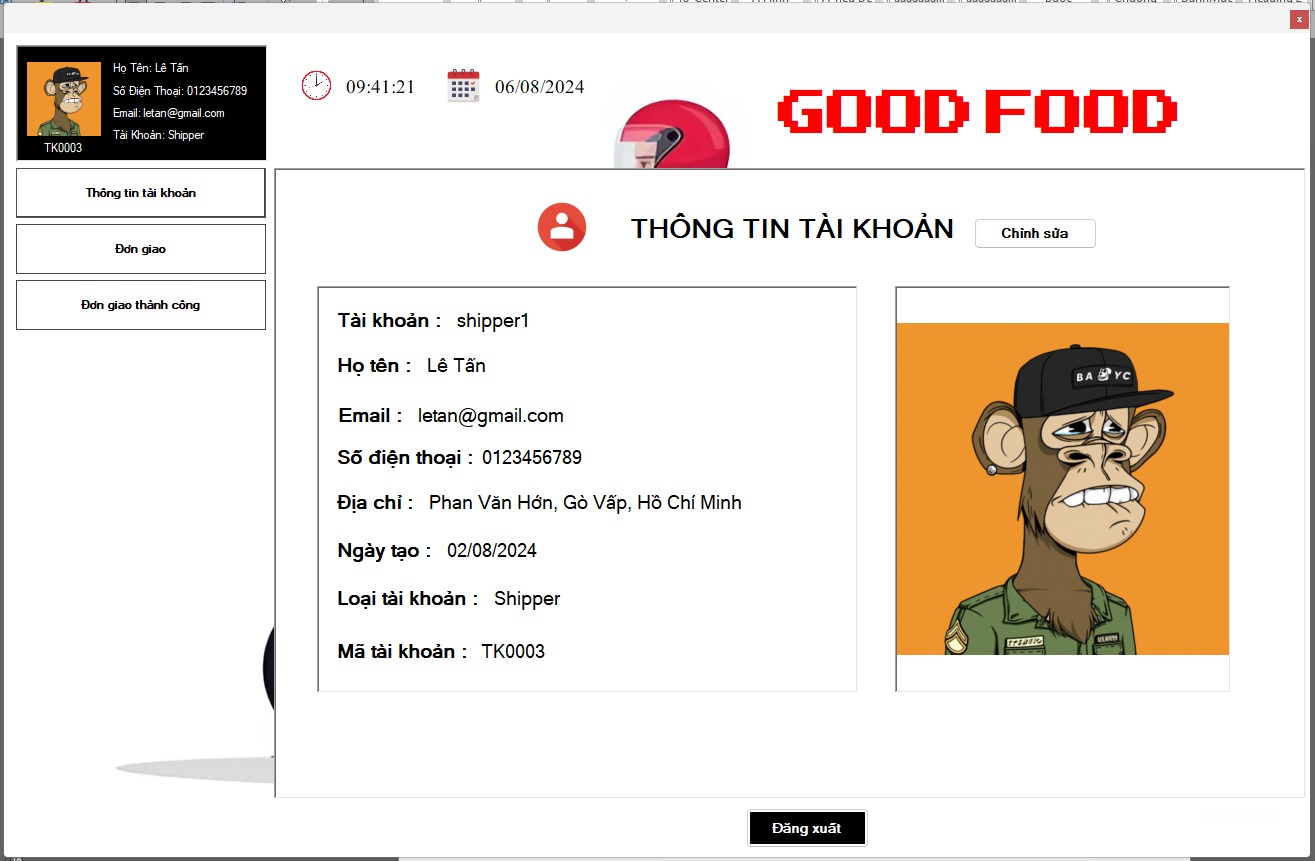 x
Họ Tên: Lê Tấn
Số Điện Thoại: 0123456789
Email: letan@gmail.com
Tài Khoản: Shipper
TK0003
09:41:21
06/08/2024
GOOD FOOD
Thông tin tài khoản
Đơn giao
Đơn giao thành công
THÔNG TIN TÀI KHOẢN
Chỉnh sửa
Tài khoản : shipper1
Họ tên : Lê Tấn
Email : letan@gmail.com
Số điện thoại : 0123456789
Địa chỉ : Phan Văn Hớn, Gò Vấp, Hồ Chí Minh
Ngày tạo : 02/08/2024
Loại tài khoản : Shipper
Mã tài khoản : TK0003
BA YC
US ARMY
Đăng xuất